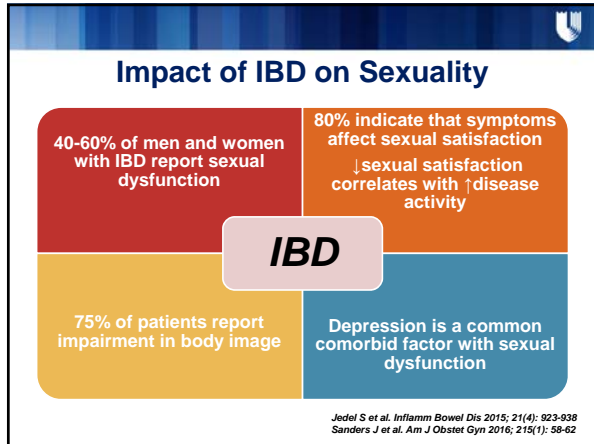 Impact of IBD on Sexuality
40-60% of men and women
with IBD report sexual
dysfunction
80% indicate that symptoms
affect sexual satisfaction
↓sexual satisfaction
correlates with ↑disease
activity
IBD
75% of patients report
impairment in body image
Depression is a common
comorbid factor with sexual
dysfunction
Jedel S et al. Inflamm Bowel Dis 2015; 21(4): 923-938
Sanders J et al. Am J Obstet Gyn 2016; 215(1): 58-62